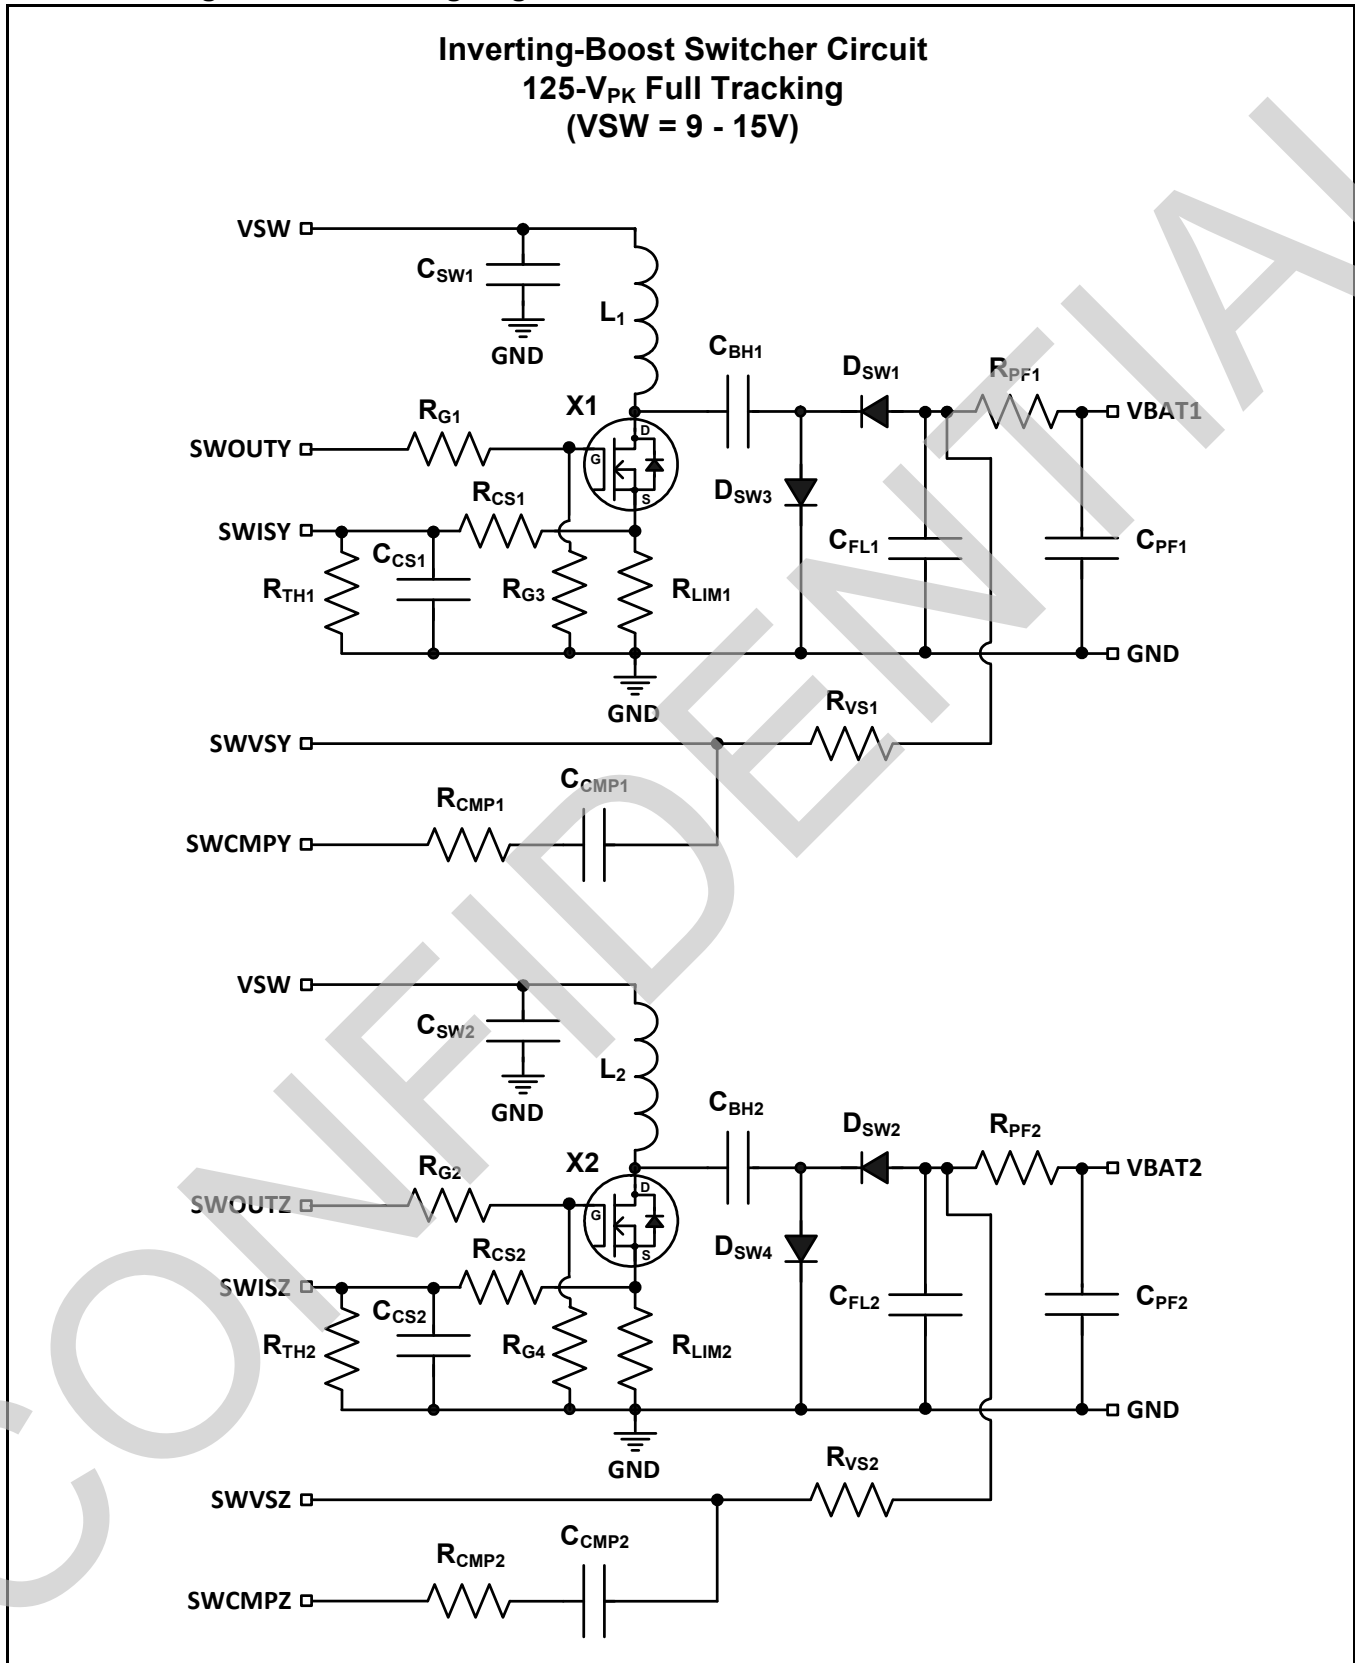 Inverting-Boost Switcher Circuit
125-VPK Full Tracking
(VSW = 9 - 15V)
VSW
CSW1
GND
L1
CBH1
DSW1
RPF1
VBAT1
RG1
X1
D
G
S
SWOUTY
RCS1
DSW3
SWISY
CCS1
RTH1
RG3
RLIM1
CFL1
CPF1
GND
GND
RVS1
SWVSY
CCMP1
RCMP1
SWCMPY
VSW
CSW2
GND
L2
CBH2
DSW2
RPF2
VBAT2
RG2
X2
D
G
S
SWOUTZ
RCS2
DSW4
SWISZ
CCS2
RTH2
RG4
RLIM2
CFL2
CPF2
GND
GND
RVS2
SWVSZ
CCMP2
RCMP2
SWCMPZ
CONFIDENTIAL